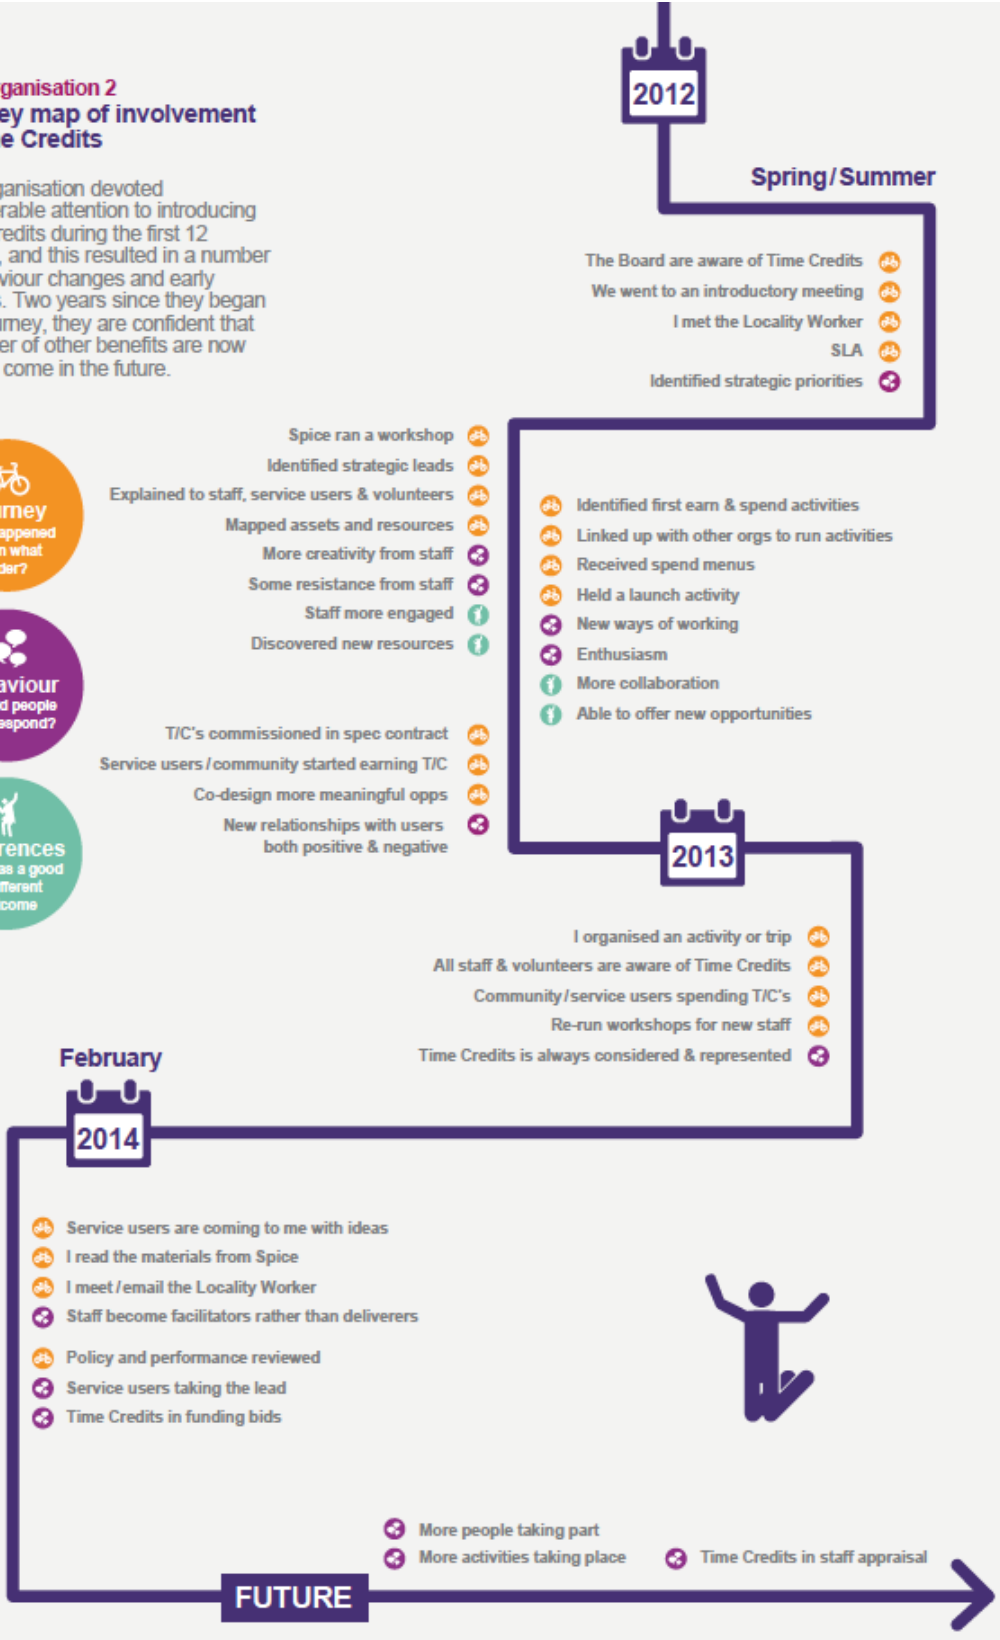 2012
ganisation 2
ey map of involvement
e Credits
Spring/Summer
ganisation devoted
rable attention to introducing
redits during the first 12
, and this resulted in a number
viour changes and early
s. Two years since they began
urney, they are confident that
er of other benefits are now
come in the future.
The Board are aware of Time Credits
We went to an introductory meeting
I met the Locality Worker
SLA
Identified strategic priorities
Spice ran a workshop
Identified strategic leads
Explained to staff, service users & volunteers
Mapped assets and resources
More creativity from staff
Some resistance from staff
Staff more engaged
Discovered new resources
Identified first earn & spend activities
Linked up with other orgs to run activities
Received spend menus
Held a launch activity
New ways of working
Enthusiasm
More collaboration
Able to offer new opportunities
rney
appened
n what
der?
aviour
d people
espond?
rences
as a good
fferent
come
T/C's commissioned in spec contract
Service users/community started earning T/C
Co-design more meaningful opps
New relationships with users
both positive & negative
2013
I organised an activity or trip
All staff & volunteers are aware of Time Credits
Community/service users spending T/C's
Re-run workshops for new staff
Time Credits is always considered & represented
February
2014
Service users are coming to me with ideas
I read the materials from Spice
I meet/email the Locality Worker
Staff become facilitators rather than deliverers
Policy and performance reviewed
Service users taking the lead
Time Credits in funding bids
More people taking part
More activities taking place
Time Credits in staff appraisal
FUTURE